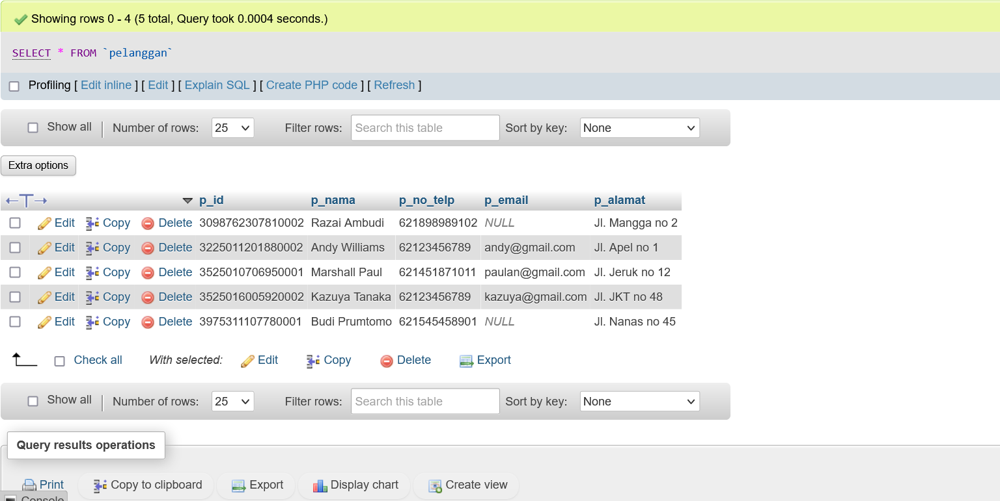 Showing rows 0 - 4 (5 total, Query took 0.0004 seconds.)
SELECT * FROM `pelanggan`
Profiling [ Edit inline ] [ Edit ] [ Explain SQL ] [ Create PHP code ] [ Refresh ]
Show all | Number of rows: 25 Filter rows: Search this table Sort by key: None
Extra options
←T→ p_id p_nama p_no_telp p_email p_alamat
Edit Copy Delete 3098762307810002 Razai Ambudi 621898989102 NULL Jl. Mangga no 2
Edit Copy Delete 3225011201880002 Andy Williams 62123456789 andy@gmail.com Jl. Apel no 1
Edit Copy Delete 3525010706950001 Marshall Paul 621451871011 paulan@gmail.com Jl. Jeruk no 12
Edit Copy Delete 3525016005920002 Kazuya Tanaka 62123456789 kazuya@gmail.com Jl. JKT no 48
Edit Copy Delete 3975311107780001 Budi Prumtomo 621545458901 NULL Jl. Nanas no 45
Check all With selected: Edit Copy Delete Export
Show all | Number of rows: 25 Filter rows: Search this table Sort by key: None
Query results operations
Print Copy to clipboard Export Display chart Create view
Console